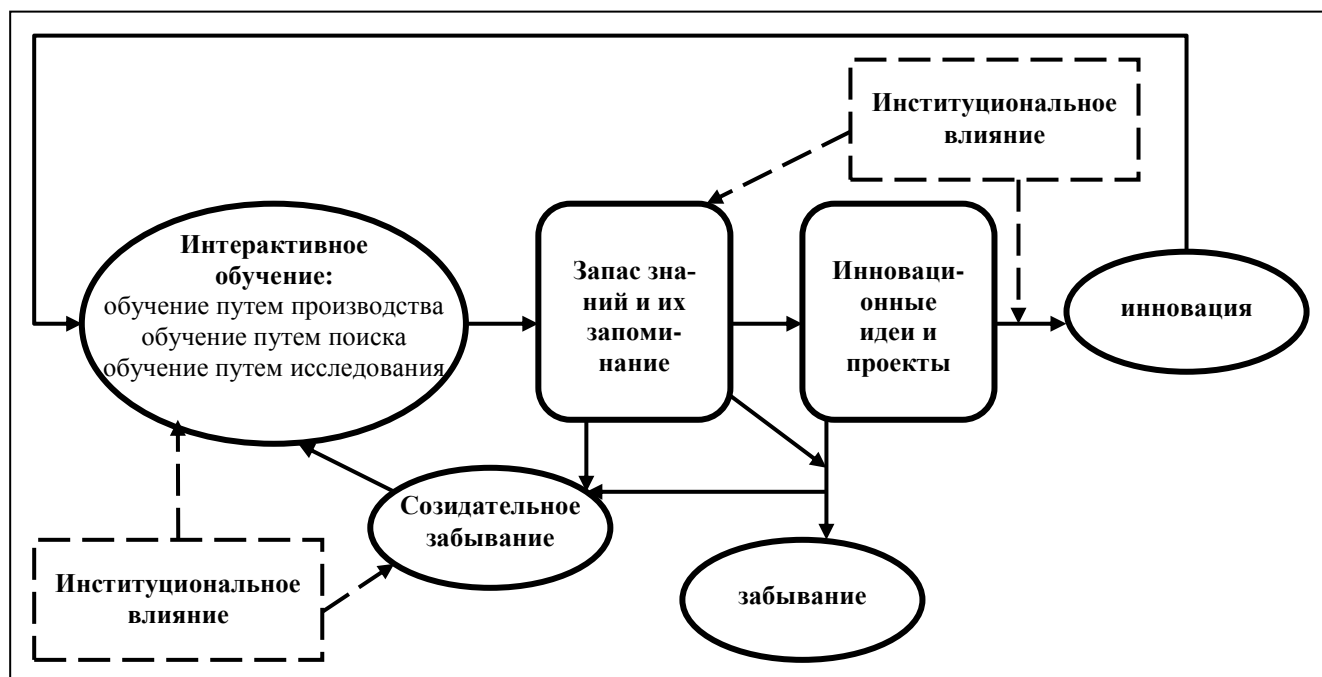 Институциональное
влияние
Интерактивное
обучение:
обучение путем производства
обучение путем поиска
обучение путем исследования
Запас зна-
ний и их
запоми-
нание
Инноваци-
онные
идеи и
проекты
инновация
Созидательное
забывание
Институциональное
влияние
забывание